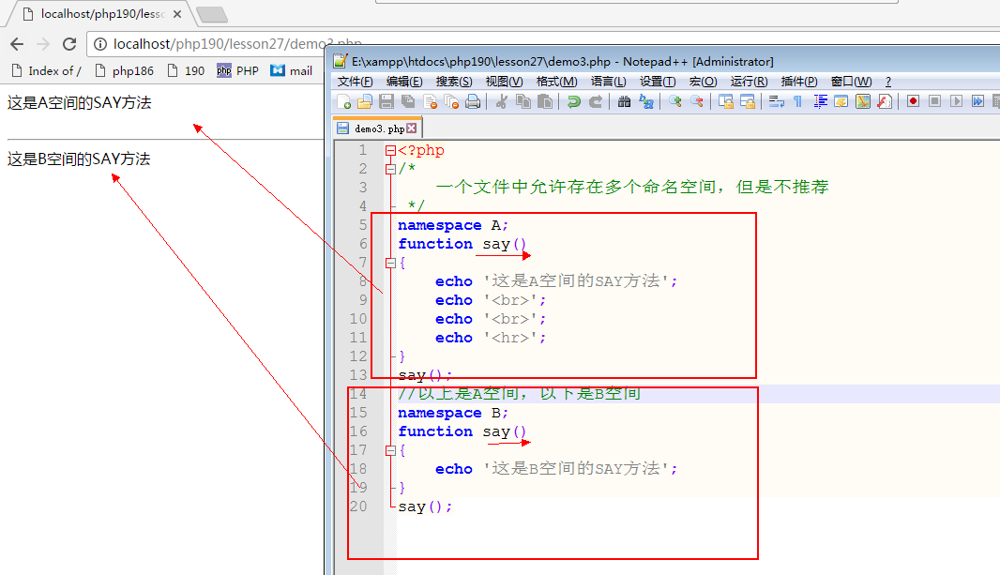 localhost/php190/less
localhost/php190/lesson27/demo3.php
Index of /
php186
190
php PHP
mail
这是A空间的SAY方法
这是B空间的SAY方法
E:\xampp\htdocs\php190\lesson27\demo3.php - Notepad++ [Administrator]
文件(F) 编辑(E) 搜索(S) 视图(V) 格式(M) 语言(L) 设置(T) 宏(O) 运行(R) 插件(P) 窗口(W) ?
demo3.php
1 <?php
2 /*
3 一个文件中允许存在多个命名空间，但是不推荐
4 */
5 namespace A;
6 function say()
7 {
8 echo '这是A空间的SAY方法';
9 echo '<br>';
10 echo '<br>';
11 echo '<hr>';
12 }
13 say();
14 //以上是A空间，以下是B空间
15 namespace B;
16 function say()
17 {
18 echo '这是B空间的SAY方法';
19 }
20 say();